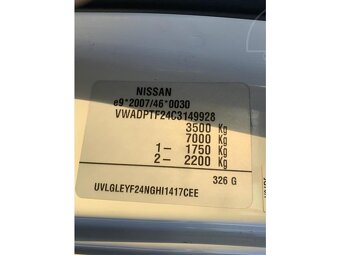 NISSAN
e9*2007/46*0030
VWADPTF24C3149928
3500 Kg
7000 Kg
1- 1750 Kg
2- 2200 Kg
326 G
UVLGLEYF24NGHI1417CEE